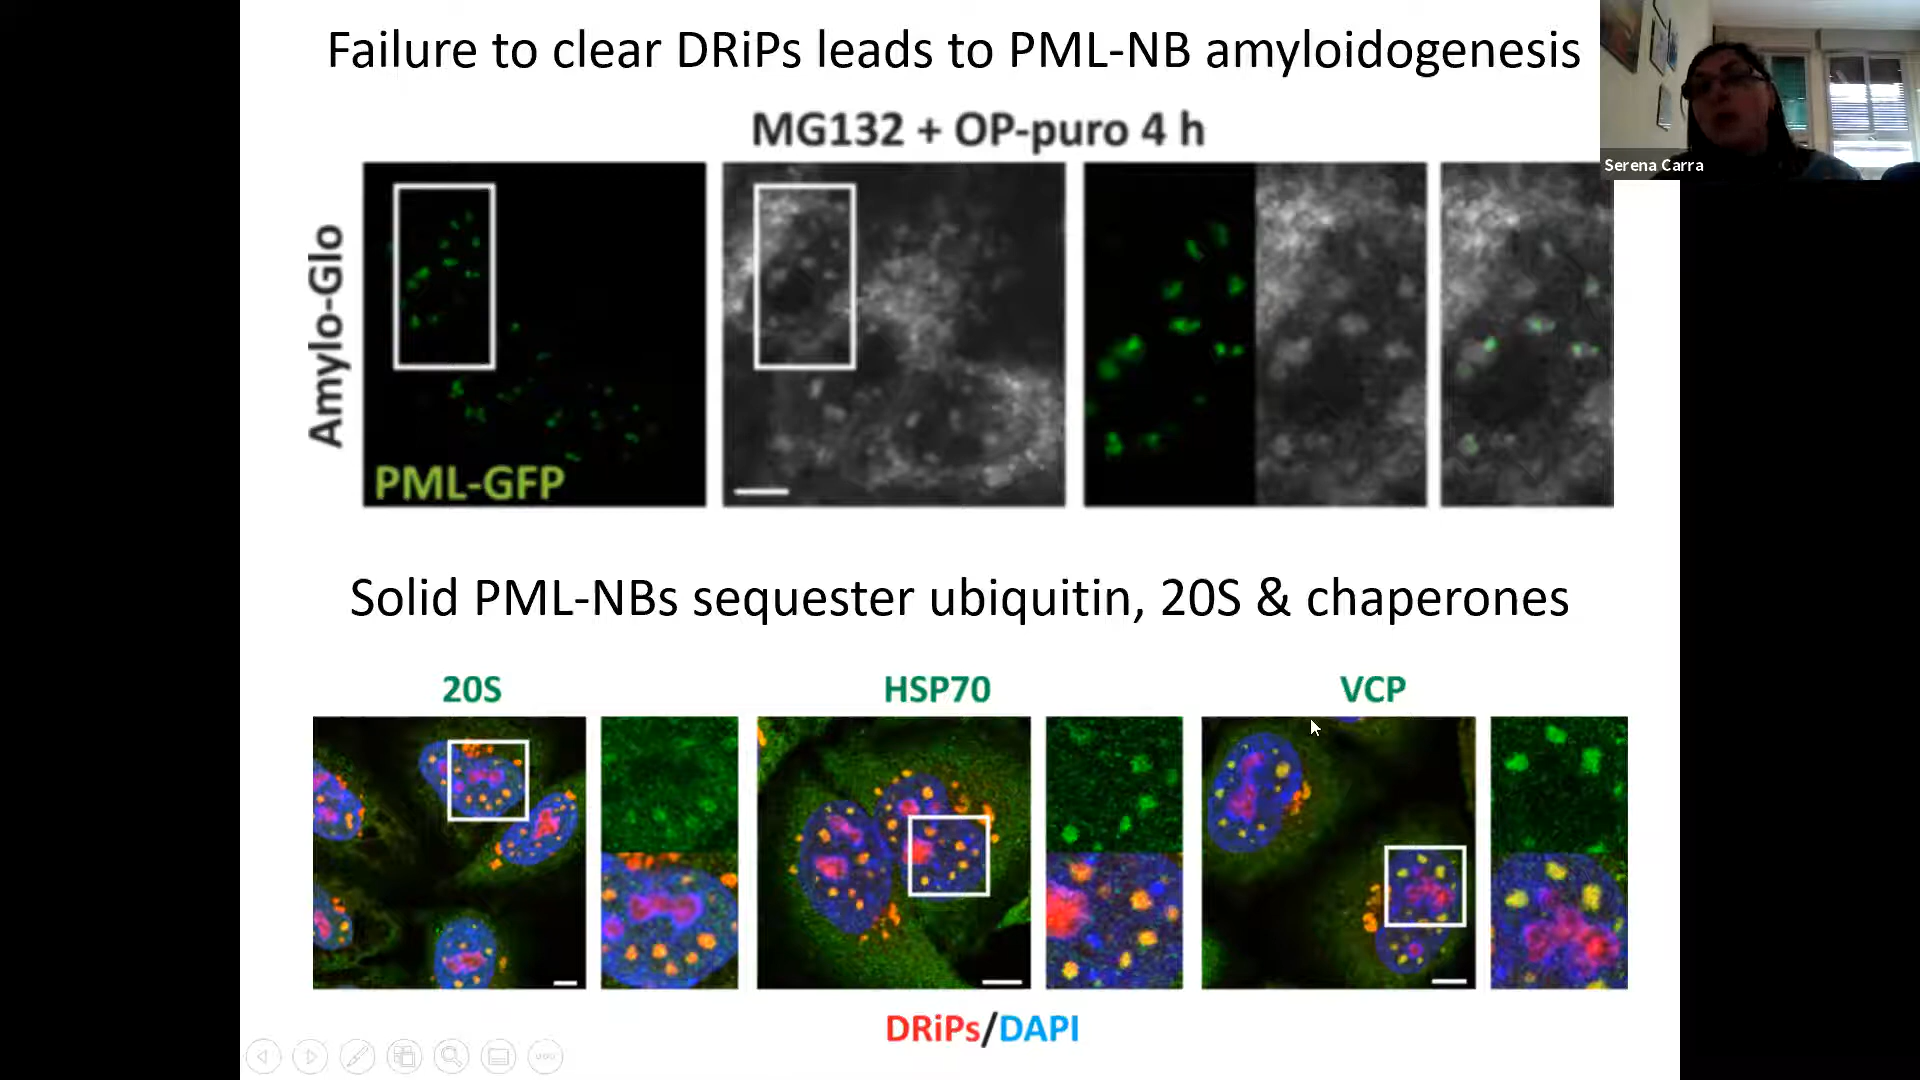 Failure to clear DRiPs leads to PML-NB amyloidogenesis
Serena Carra
MG132 + OP-puro 4 h
Amylo-Glo
PML-GFP
Solid PML-NBs sequester ubiquitin, 20S & chaperones
20S
HSP70
VCP
DRiPs/DAPI